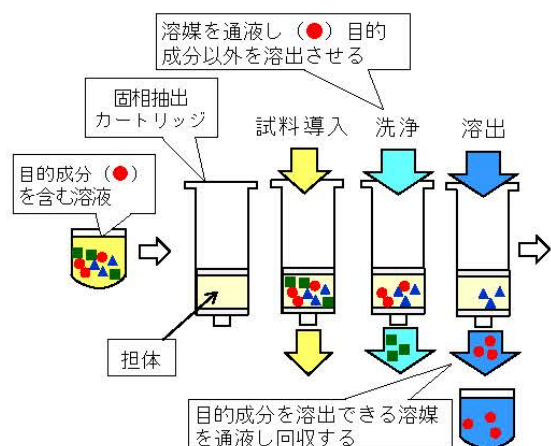 溶媒を通液し（●）目的
成分以外を溶出させる
固相抽出
カートリッジ
試料導入
洗浄
溶出
目的成分（●）
を含む溶液
担体
目的成分を溶出できる溶媒
を通液し回収する